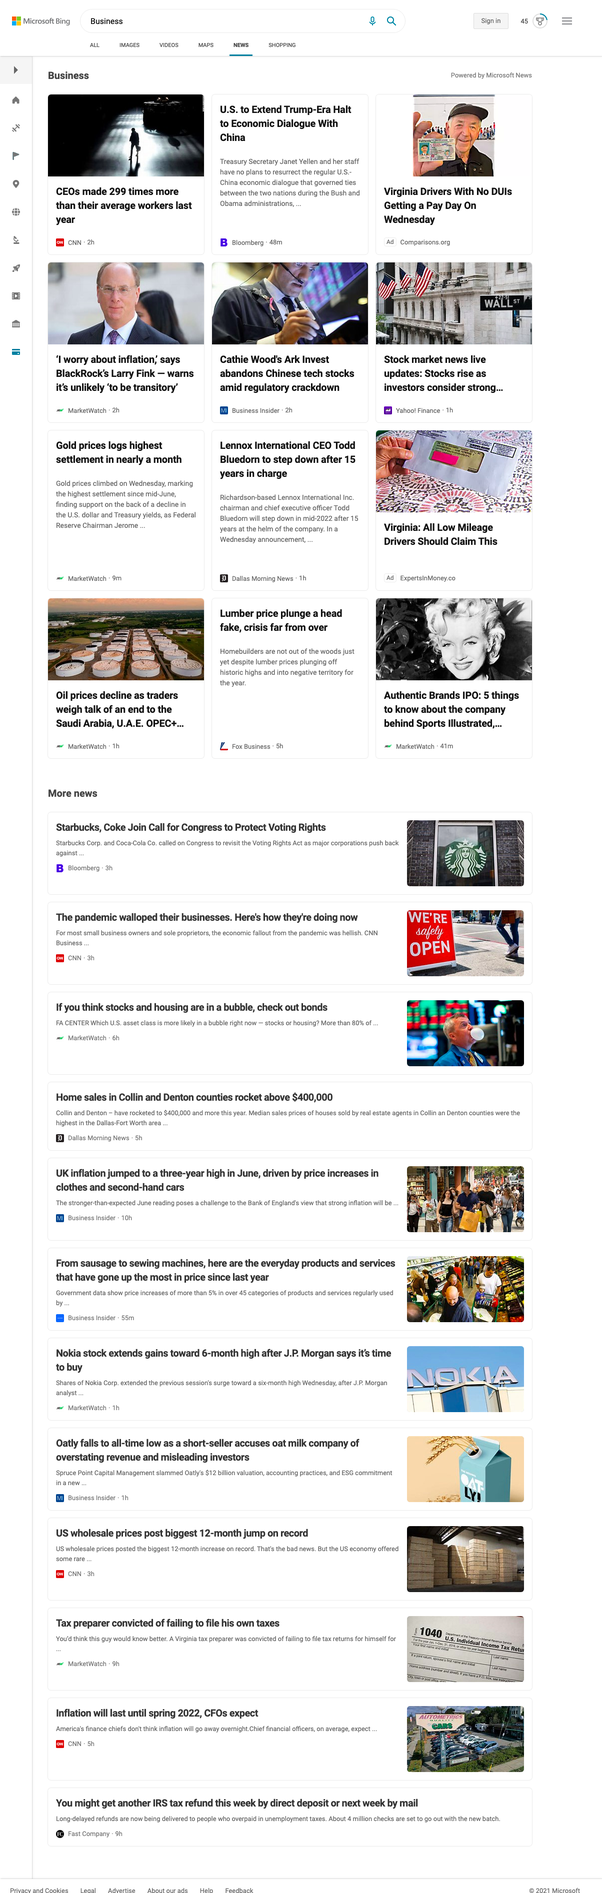 Microsoft Bing
Business
Sign in
45
ALL
IMAGES
VIDEOS
MAPS
NEWS
SHOPPING
Business
Powered by Microsoft News
CEOs made 299 times more
than their average workers last
year
CNN · 2h
U.S. to Extend Trump-Era Halt
to Economic Dialogue With
China
Treasury Secretary Janet Yellen and her staff
have no plans to resurrect the regular U.S.-
China economic dialogue that governed ties
between the two nations during the Bush and
Obama administrations, ...
Bloomberg · 48m
Virginia Drivers With No DUIs
Getting a Pay Day On
Wednesday
Ad Comparisons.org
'I worry about inflation,' says
BlackRock's Larry Fink — warns
it's unlikely 'to be transitory'
MarketWatch · 2h
Cathie Wood's Ark Invest
abandons Chinese tech stocks
amid regulatory crackdown
Business Insider · 2h
WALL ST
Stock market news live
updates: Stocks rise as
investors consider strong...
Yahoo! Finance · 1h
Gold prices logs highest
settlement in nearly a month
Gold prices climbed on Wednesday, marking
the highest settlement since mid-June,
finding support on the back of a decline in
the U.S. dollar and Treasury yields, as Federal
Reserve Chairman Jerome ...
MarketWatch · 9m
Lennox International CEO Todd
Bluedorn to step down after 15
years in charge
Richardson-based Lennox International Inc.
chairman and chief executive officer Todd
Bluedom will step down in mid-2022 after 15
years at the helm of the company. In a
Wednesday announcement, ...
Dallas Morning News · 1h
Virginia: All Low Mileage
Drivers Should Claim This
Ad ExpertsInMoney.co
Oil prices decline as traders
weigh talk of an end to the
Saudi Arabia, U.A.E. OPEC+...
MarketWatch · 1h
Lumber price plunge a head
fake, crisis far from over
Homebuilders are not out of the woods just
yet despite lumber prices plunging off
historic highs and into negative territory for
the year.
Fox Business · 5h
Authentic Brands IPO: 5 things
to know about the company
behind Sports Illustrated,...
MarketWatch · 41m
More news
Starbucks, Coke Join Call for Congress to Protect Voting Rights
Starbucks Corp. and Coca-Cola Co. called on Congress to revisit the Voting Rights Act as major corporations push back
against ...
Bloomberg · 3h
The pandemic walloped their businesses. Here's how they're doing now
For most small business owners and sole proprietors, the economic fallout from the pandemic was hellish. CNN
Business ...
CNN · 3h
WE'RE
safely
OPEN
If you think stocks and housing are in a bubble, check out bonds
FA CENTER Which U.S. asset class is more likely in a bubble right now — stocks or housing? More than 80% of ...
MarketWatch · 6h
Home sales in Collin and Denton counties rocket above $400,000
Collin and Denton – have rocketed to $400,000 and more this year. Median sales prices of houses sold by real estate agents in Collin an Denton counties were the
highest in the Dallas-Fort Worth area ...
Dallas Morning News · 5h
UK inflation jumped to a three-year high in June, driven by price increases in
clothes and second-hand cars
The stronger-than-expected June reading poses a challenge to the Bank of England's view that strong inflation will be ...
Business Insider · 10h
From sausage to sewing machines, here are the everyday products and services
that have gone up the most in price since last year
Government data show price increases of more than 5% in over 45 categories of products and services regularly used
by ...
Business Insider · 55m
Nokia stock extends gains toward 6-month high after J.P. Morgan says it's time
to buy
Shares of Nokia Corp. extended the previous session's surge toward a six-month high Wednesday, after J.P. Morgan
analyst ...
MarketWatch · 1h
NOKIA
Oatly falls to all-time low as a short-seller accuses oat milk company of
overstating revenue and misleading investors
Spruce Point Capital Management slammed Oatly's $12 billion valuation, accounting practices, and ESG commitment
in a new ...
Business Insider · 1h
OAT-
LY!
US wholesale prices post biggest 12-month jump on record
US wholesale prices posted the biggest 12-month increase on record. That's the bad news. But the US economy offered
some rare ...
CNN · 3h
Tax preparer convicted of failing to file his own taxes
You'd think this guy would know better. A Virginia tax preparer was convicted of failing to file tax returns for himself for
...
MarketWatch · 9h
1040
U.S. Individual Income Tax Retur
Inflation will last until spring 2022, CFOs expect
America's finance chiefs don't think inflation will go away overnight.Chief financial officers, on average, expect ...
CNN · 5h
CARS
You might get another IRS tax refund this week by direct deposit or next week by mail
Long-delayed refunds are now being delivered to people who overpaid in unemployment taxes. About 4 million checks are set to go out with the new batch.
Fast Company · 9h
Privacy and Cookies
Legal
Advertise
About our ads
Help
Feedback
© 2021 Microsoft